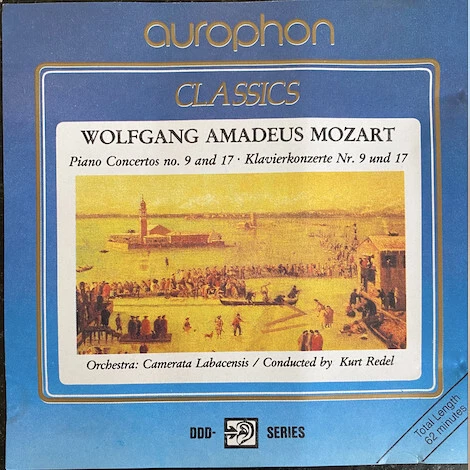 aurophon
CLASSICS
WOLFGANG AMADEUS MOZART
Piano Concertos no. 9 and 17 · Klavierkonzerte Nr. 9 und 17
Orchestra: Camerata Labacensis / Conducted by Kurt Redel
DDD- SERIES
Total Length
62 minutes